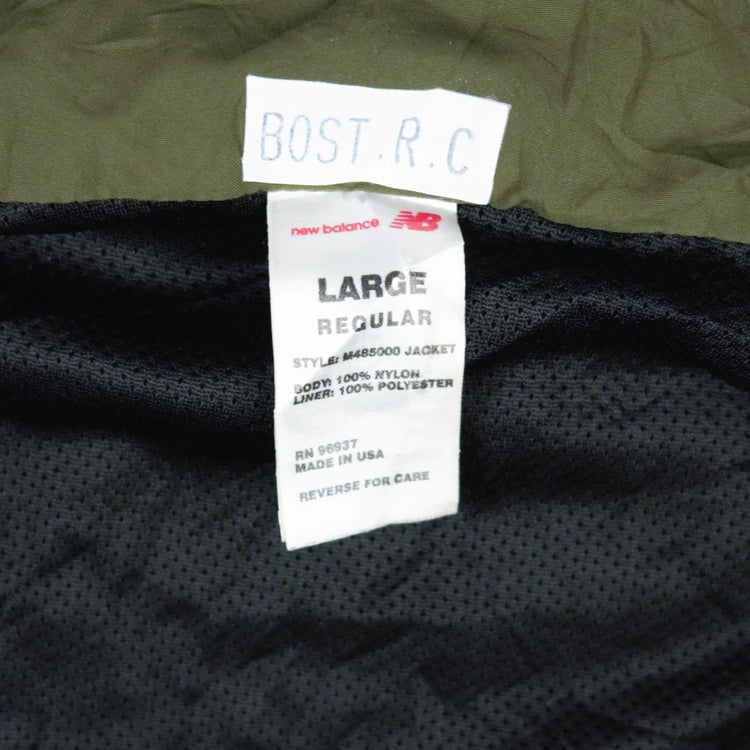 BOST.R.C
new balance NB
LARGE
REGULAR
STYLE: M485000 JACKET
BODY: 100% NYLON
LINER: 100% POLYESTER
RN 96937
MADE IN USA
REVERSE FOR CARE